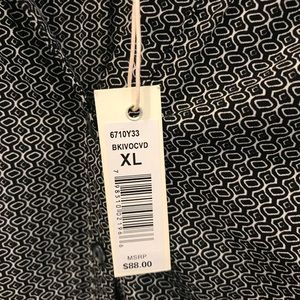 6710Y33
BKIVOCVD
XL
MSRP
$88.00